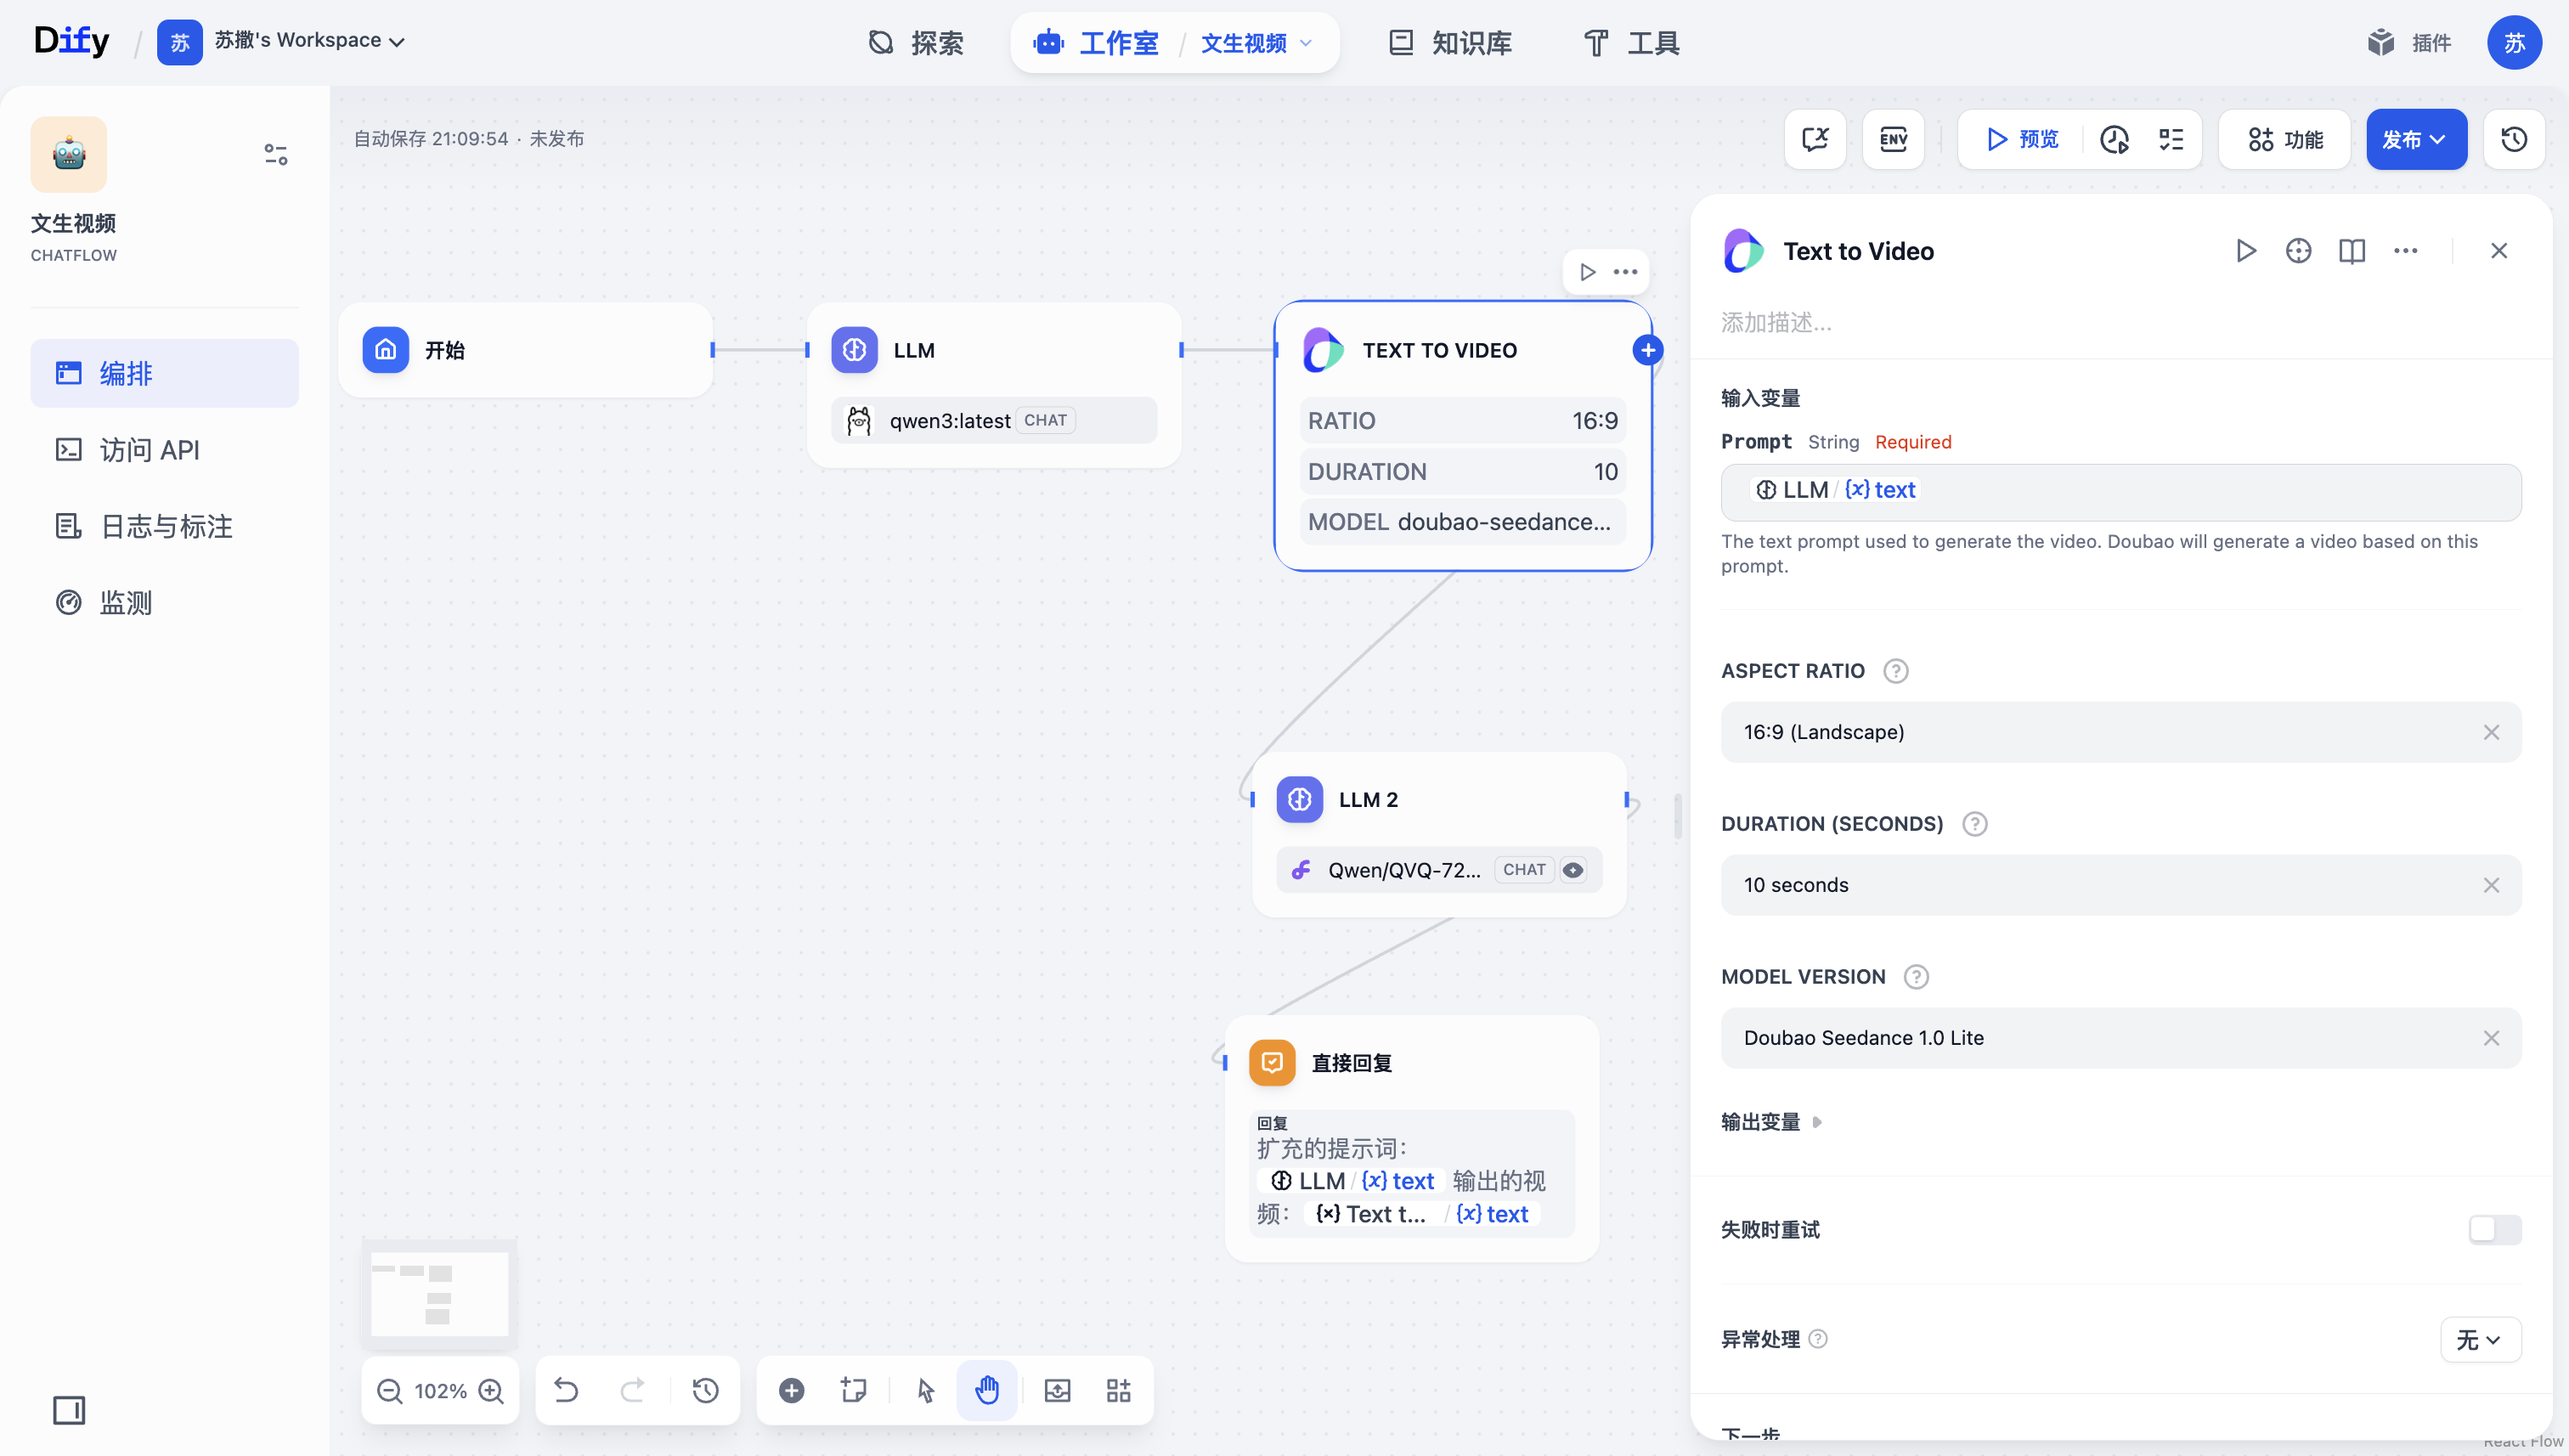 Dify / 苏 苏撒's Workspace
探索
工作室 / 文生视频
知识库
工具
插件
苏
🤖
文生视频
CHATFLOW
编排
访问 API
日志与标注
监测
自动保存 21:09:54 · 未发布
ENV
预览
功能
发布
开始
LLM
qwen3:latest CHAT
TEXT TO VIDEO
RATIO 16:9
DURATION 10
MODEL doubao-seedance...
LLM 2
Qwen/QVQ-72... CHAT
直接回复
回复
扩充的提示词：
LLM / {x} text 输出的视
频： {×} Text t... / {x} text
102%
Text to Video
添加描述...
输入变量
Prompt String Required
LLM / {x} text
The text prompt used to generate the video. Doubao will generate a video based on this
prompt.
ASPECT RATIO
16:9 (Landscape)
DURATION (SECONDS)
10 seconds
MODEL VERSION
Doubao Seedance 1.0 Lite
输出变量
失败时重试
异常处理
无
下一步
React Flow